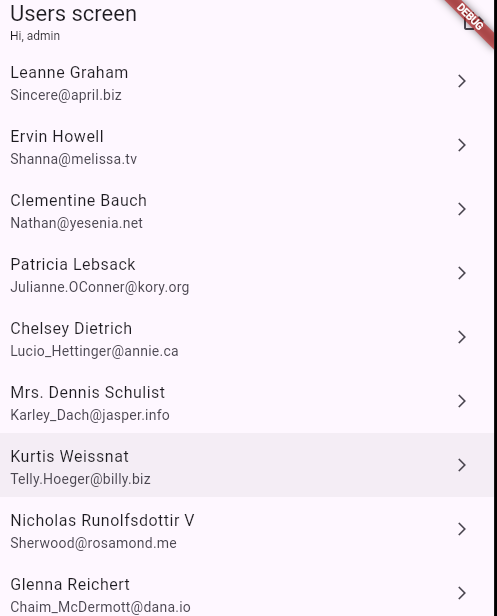 Users screen
Hi, admin
DEBUG
Leanne Graham
Sincere@april.biz
Ervin Howell
Shanna@melissa.tv
Clementine Bauch
Nathan@yesenia.net
Patricia Lebsack
Julianne.OConner@kory.org
Chelsey Dietrich
Lucio_Hettinger@annie.ca
Mrs. Dennis Schulist
Karley_Dach@jasper.info
Kurtis Weissnat
Telly.Hoeger@billy.biz
Nicholas Runolfsdottir V
Sherwood@rosamond.me
Glenna Reichert
Chaim_McDermott@dana.io